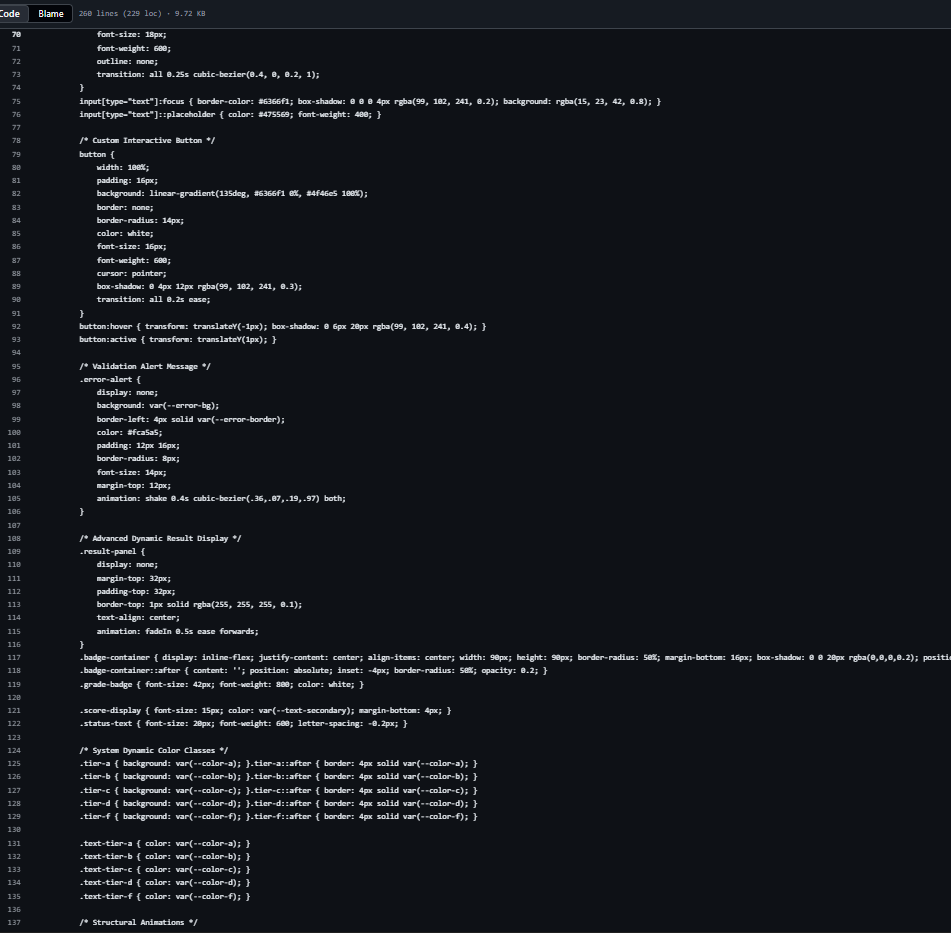 Code Blame 260 lines (229 loc) · 9.72 KB
70 font-size: 18px;
71 font-weight: 600;
72 outline: none;
73 transition: all 0.25s cubic-bezier(0.4, 0, 0.2, 1);
74 }
75 input[type="text"]:focus { border-color: #6366f1; box-shadow: 0 0 0 4px rgba(99, 102, 241, 0.2); background: rgba(15, 23, 42, 0.8); }
76 input[type="text"]::placeholder { color: #475569; font-weight: 400; }
77
78 /* Custom Interactive Button */
79 button {
80 width: 100%;
81 padding: 16px;
82 background: linear-gradient(135deg, #6366f1 0%, #4f46e5 100%);
83 border: none;
84 border-radius: 14px;
85 color: white;
86 font-size: 16px;
87 font-weight: 600;
88 cursor: pointer;
89 box-shadow: 0 4px 12px rgba(99, 102, 241, 0.3);
90 transition: all 0.2s ease;
91 }
92 button:hover { transform: translateY(-1px); box-shadow: 0 6px 20px rgba(99, 102, 241, 0.4); }
93 button:active { transform: translateY(1px); }
94
95 /* Validation Alert Message */
96 .error-alert {
97 display: none;
98 background: var(--error-bg);
99 border-left: 4px solid var(--error-border);
100 color: #fca5a5;
101 padding: 12px 16px;
102 border-radius: 8px;
103 font-size: 14px;
104 margin-top: 12px;
105 animation: shake 0.4s cubic-bezier(.36,.07,.19,.97) both;
106 }
107
108 /* Advanced Dynamic Result Display */
109 .result-panel {
110 display: none;
111 margin-top: 32px;
112 padding-top: 32px;
113 border-top: 1px solid rgba(255, 255, 255, 0.1);
114 text-align: center;
115 animation: fadeIn 0.5s ease forwards;
116 }
117 .badge-container { display: inline-flex; justify-content: center; align-items: center; width: 90px; height: 90px; border-radius: 50%; margin-bottom: 16px; box-shadow: 0 0 20px rgba(0,0,0,0.2); positi
118 .badge-container::after { content: ''; position: absolute; inset: -4px; border-radius: 50%; opacity: 0.2; }
119 .grade-badge { font-size: 42px; font-weight: 800; color: white; }
120
121 .score-display { font-size: 15px; color: var(--text-secondary); margin-bottom: 4px; }
122 .status-text { font-size: 20px; font-weight: 600; letter-spacing: -0.2px; }
123
124 /* System Dynamic Color Classes */
125 .tier-a { background: var(--color-a); }.tier-a::after { border: 4px solid var(--color-a); }
126 .tier-b { background: var(--color-b); }.tier-b::after { border: 4px solid var(--color-b); }
127 .tier-c { background: var(--color-c); }.tier-c::after { border: 4px solid var(--color-c); }
128 .tier-d { background: var(--color-d); }.tier-d::after { border: 4px solid var(--color-d); }
129 .tier-f { background: var(--color-f); }.tier-f::after { border: 4px solid var(--color-f); }
130
131 .text-tier-a { color: var(--color-a); }
132 .text-tier-b { color: var(--color-b); }
133 .text-tier-c { color: var(--color-c); }
134 .text-tier-d { color: var(--color-d); }
135 .text-tier-f { color: var(--color-f); }
136
137 /* Structural Animations */